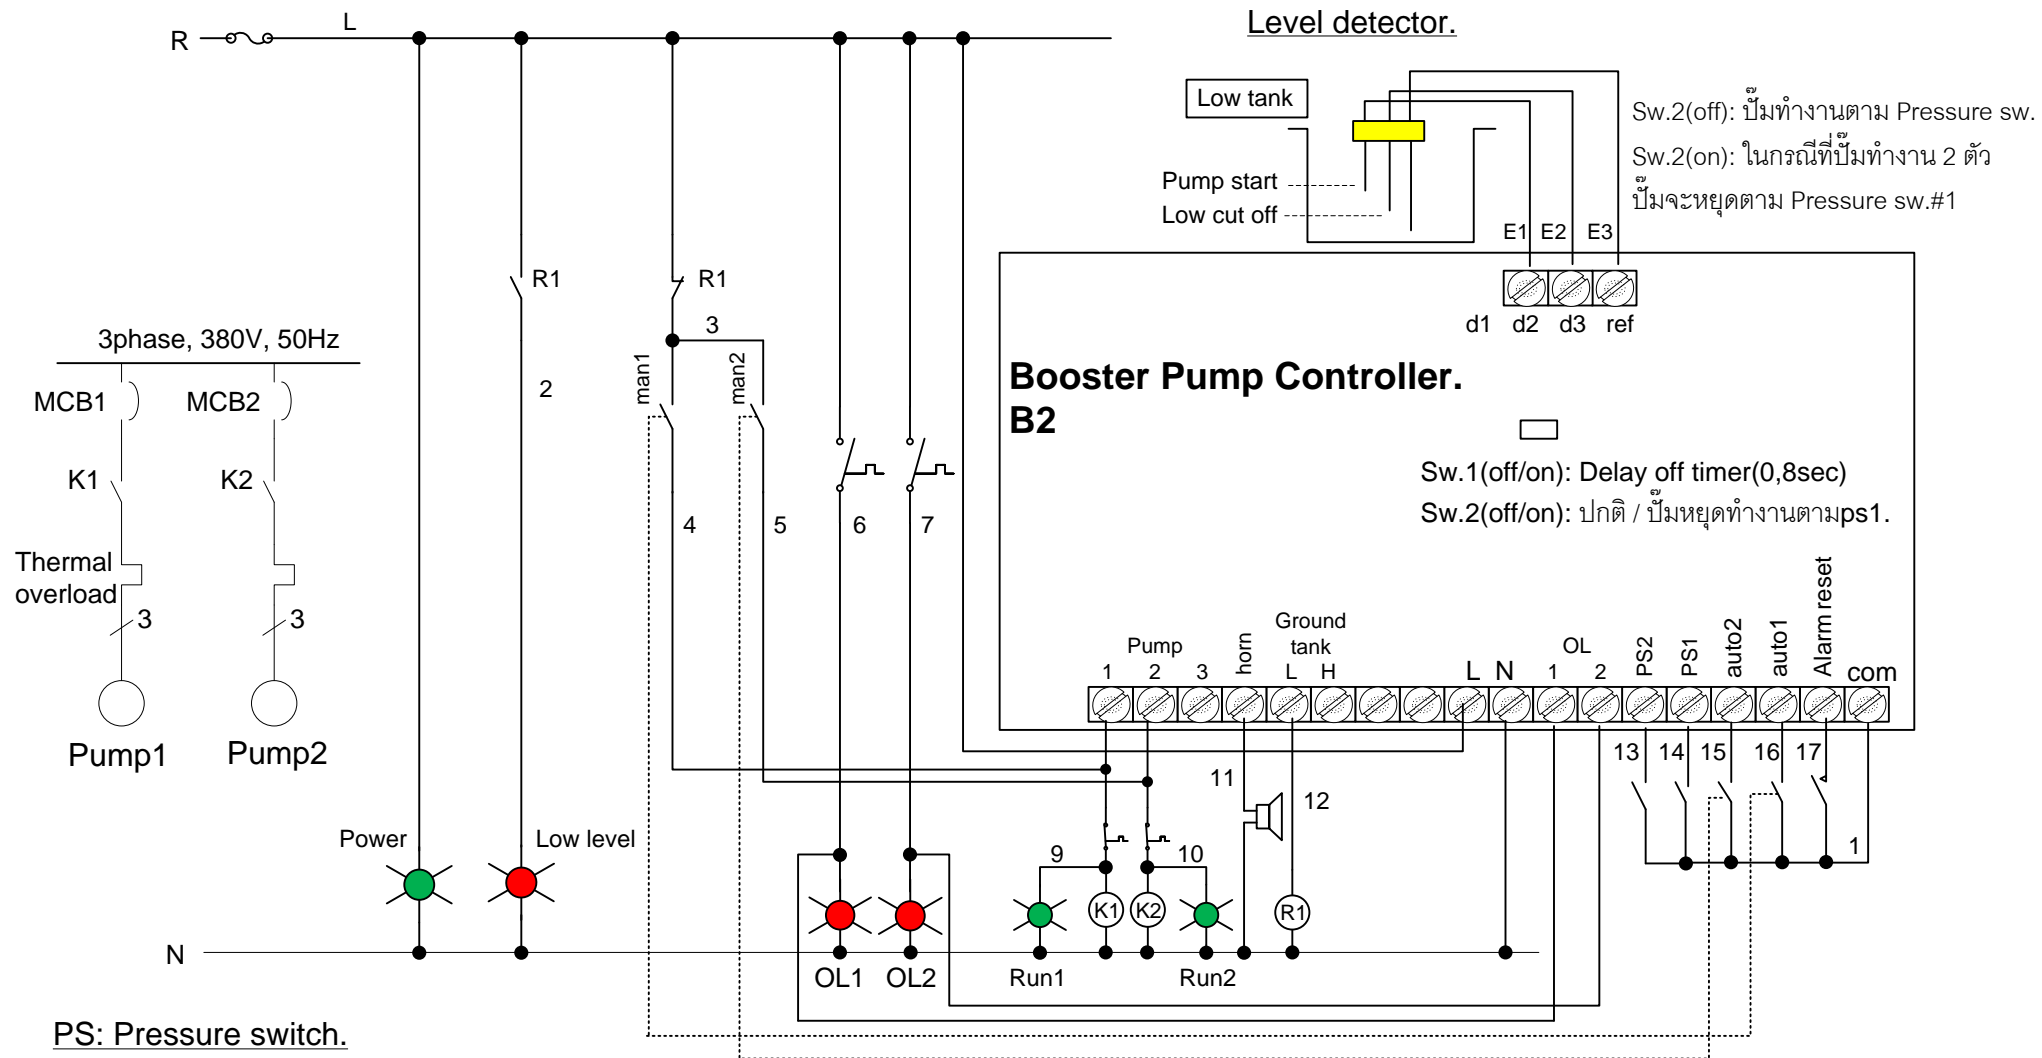 Level detector.
R
L
Low tank
Sw.2(off): ปั๊มทำงานตาม Pressure sw.
Sw.2(on): ในกรณีที่ปั๊มทำงาน 2 ตัว
ปั๊มจะหยุดตาม Pressure sw.#1
Pump start
Low cut off
E1 E2 E3
d1 d2 d3 ref
R1
R1
3
3phase, 380V, 50Hz
MCB1
MCB2
2
man1
man2
Booster Pump Controller.
B2
K1
K2
Sw.1(off/on): Delay off timer(0,8sec)
Sw.2(off/on): ปกติ / ปั๊มหยุดทำงานตามps1.
4
5
6
7
Thermal
overload
3
3
Pump
1 2 3
horn
Ground
tank
L H
L N
OL
1 2
PS2
PS1
auto2
auto1
Alarm reset
com
Pump1
Pump2
13 14 15 16 17
11
12
Power
Low level
9
10
1
K1
K2
R1
N
OL1
OL2
Run1
Run2
PS: Pressure switch.